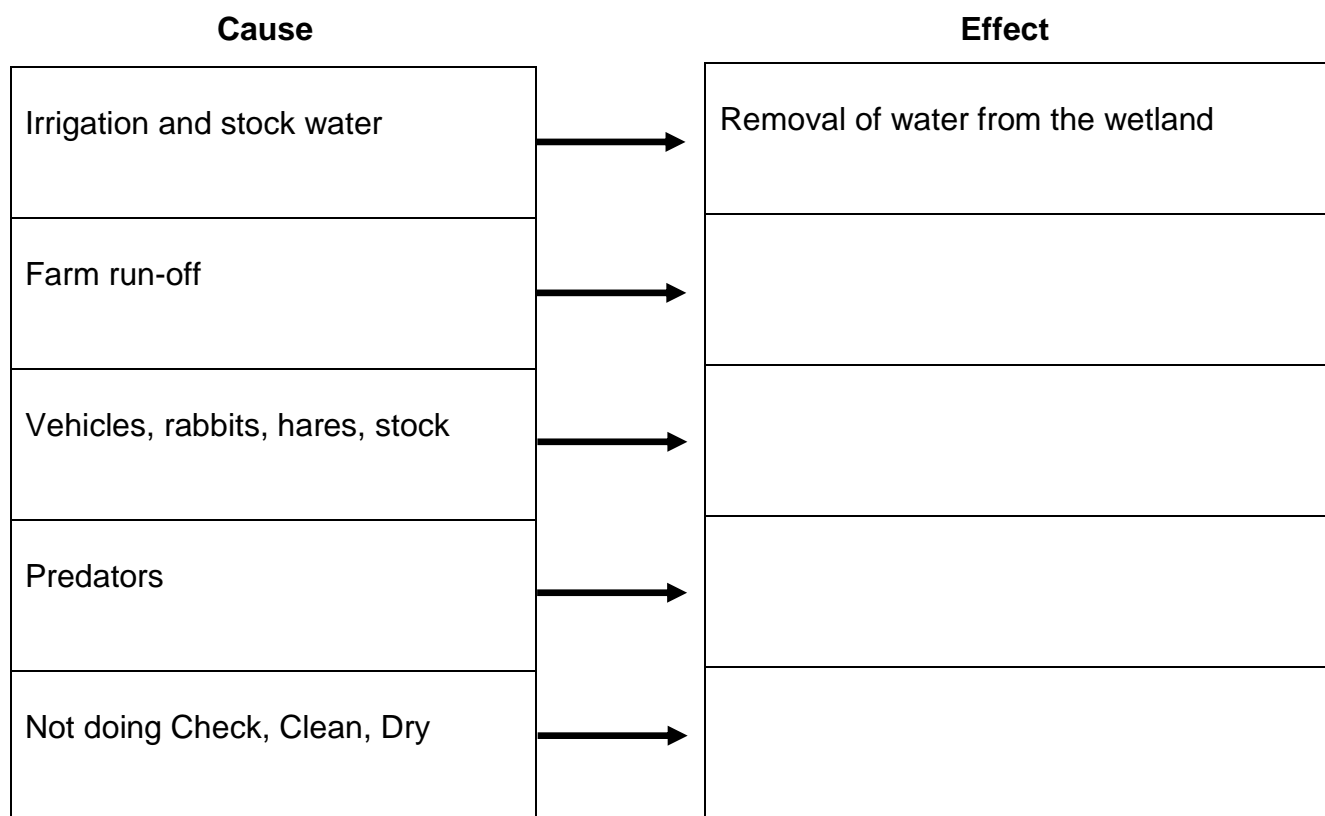 Cause
Effect
Irrigation and stock water
Removal of water from the wetland
Farm run-off
Vehicles, rabbits, hares, stock
Predators
Not doing Check, Clean, Dry